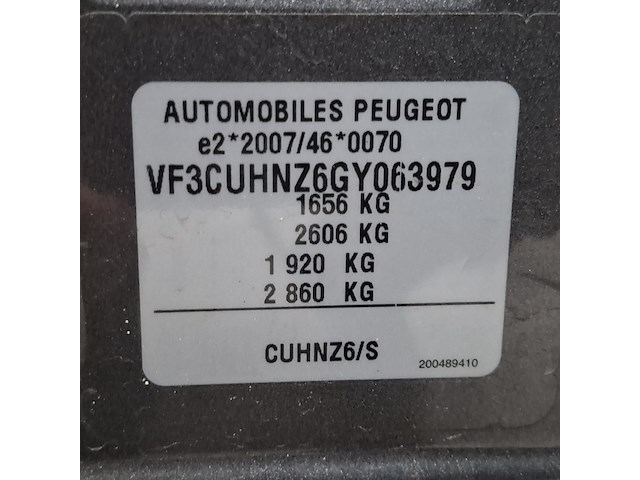 AUTOMOBILES PEUGEOT
e2*2007/46*0070
VF3CUHNZ6GY063979
1656 KG
2606 KG
1 920 KG
2 860 KG
CUHNZ6/S
200489410